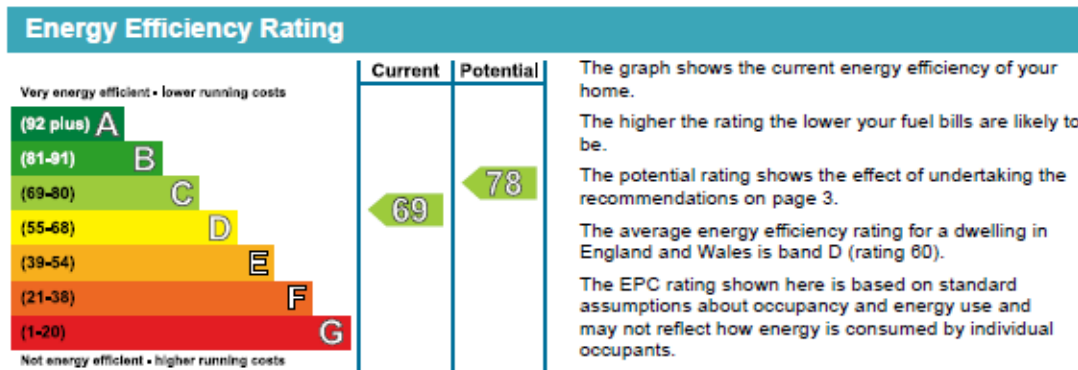 Energy Efficiency Rating
Current Potential
Very energy efficient • lower running costs
(92 plus) A
(81-91) B
(69-80) C
(55-68) D
(39-54) E
(21-38) F
(1-20) G
Not energy efficient • higher running costs
69
78
The graph shows the current energy efficiency of your
home.
The higher the rating the lower your fuel bills are likely to
be.
The potential rating shows the effect of undertaking the
recommendations on page 3.
The average energy efficiency rating for a dwelling in
England and Wales is band D (rating 60).
The EPC rating shown here is based on standard
assumptions about occupancy and energy use and
may not reflect how energy is consumed by individual
occupants.